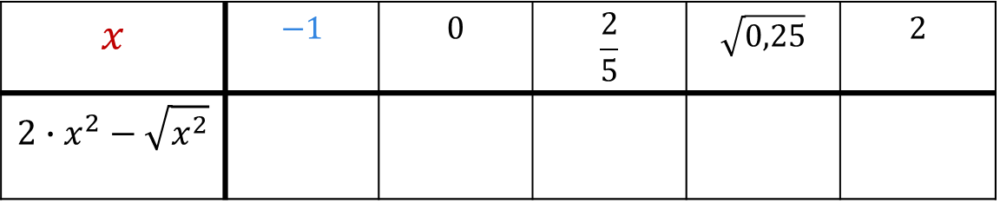 x −1 0 2/5 √0,25 2
2 · x² − √x²